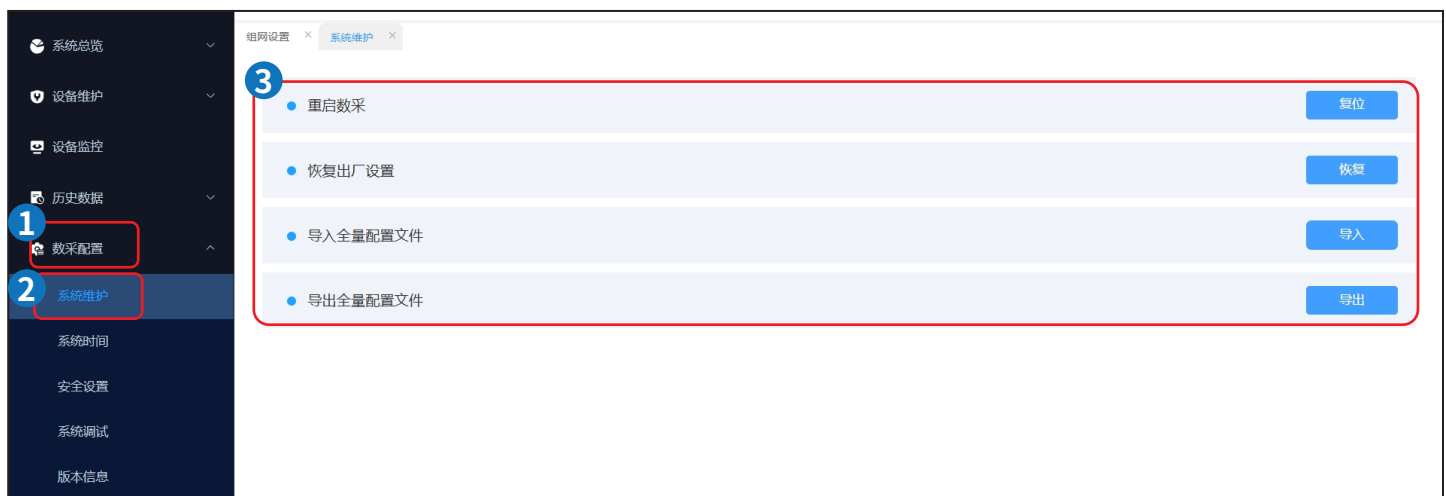 系统总览
设备维护
设备监控
历史数据
1
数采配置
2
系统维护
系统时间
安全设置
系统调试
版本信息
组网设置 × 系统维护 ×
3
重启数采 复位
恢复出厂设置 恢复
导入全量配置文件 导入
导出全量配置文件 导出